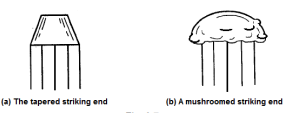 (a) The tapered striking end
(b) A mushroomed striking end